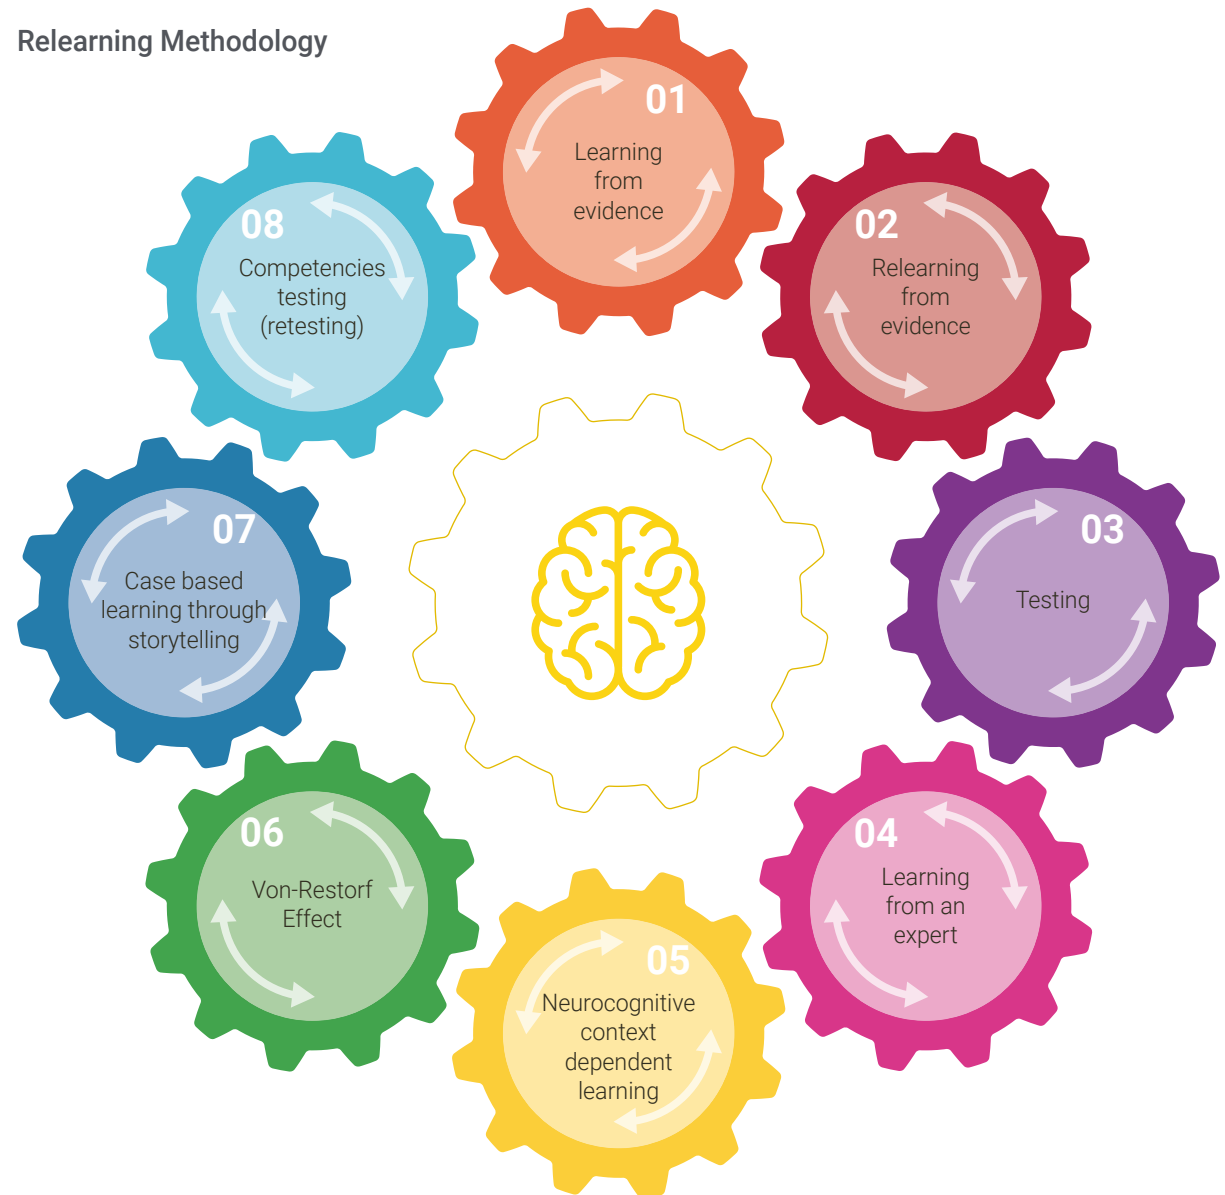 Relearning Methodology
01
Learning
from
evidence
02
Relearning
from
evidence
03
Testing
04
Learning
from an
expert
05
Neurocognitive
context
dependent
learning
06
Von-Restorf
Effect
07
Case based
learning through
storytelling
08
Competencies
testing
(retesting)